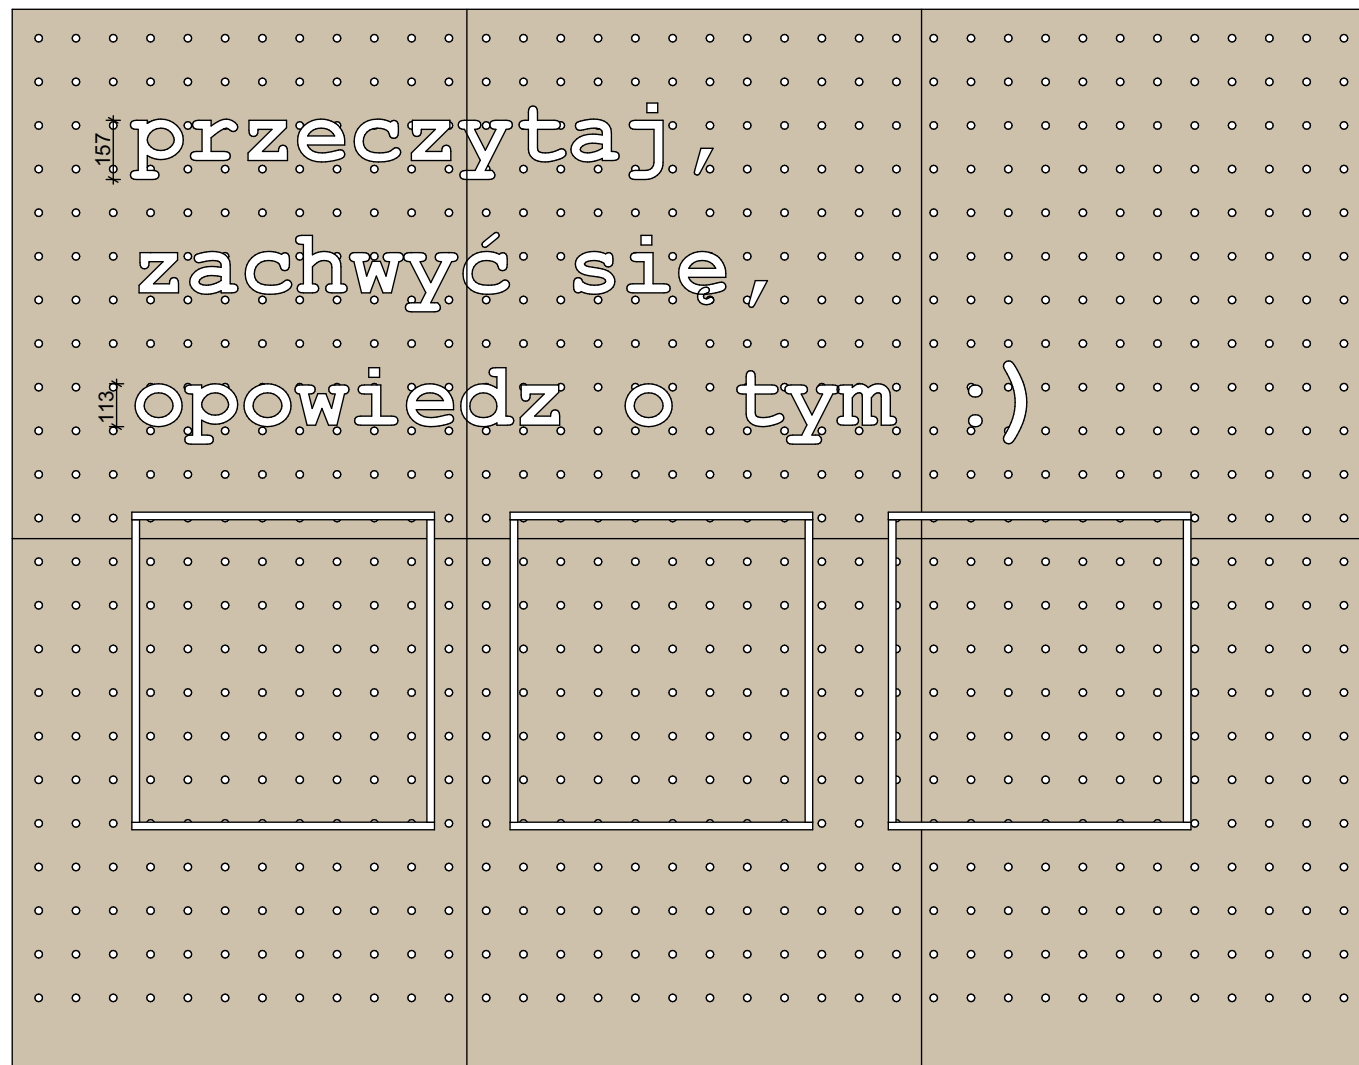 157
przeczytaj,
zachwyć się,
113
opowiedz o tym :)